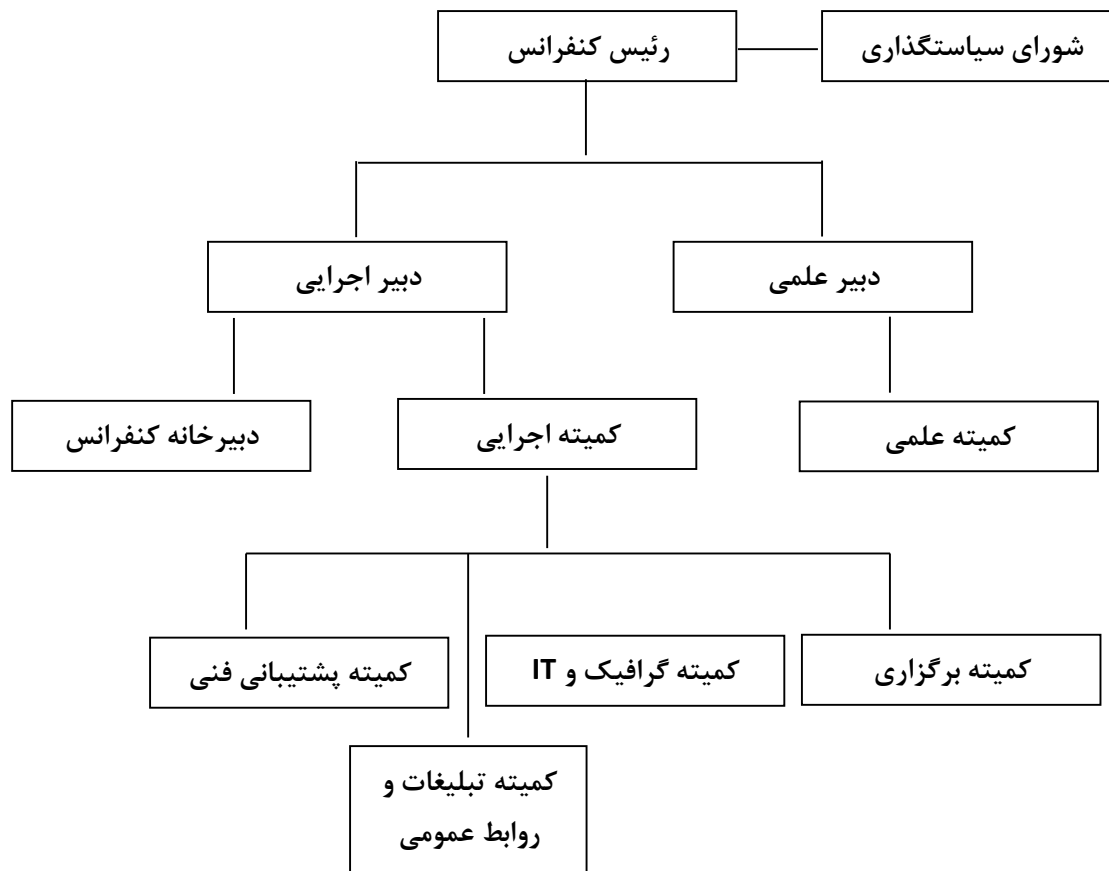 شورای سیاستگذاری
رئیس کنفرانس
دبیر علمی
دبیر اجرایی
کمیته علمی
کمیته اجرایی
دبیرخانه کنفرانس
کمیته برگزاری
کمیته گرافیک و IT
کمیته پشتیبانی فنی
کمیته تبلیغات و
روابط عمومی